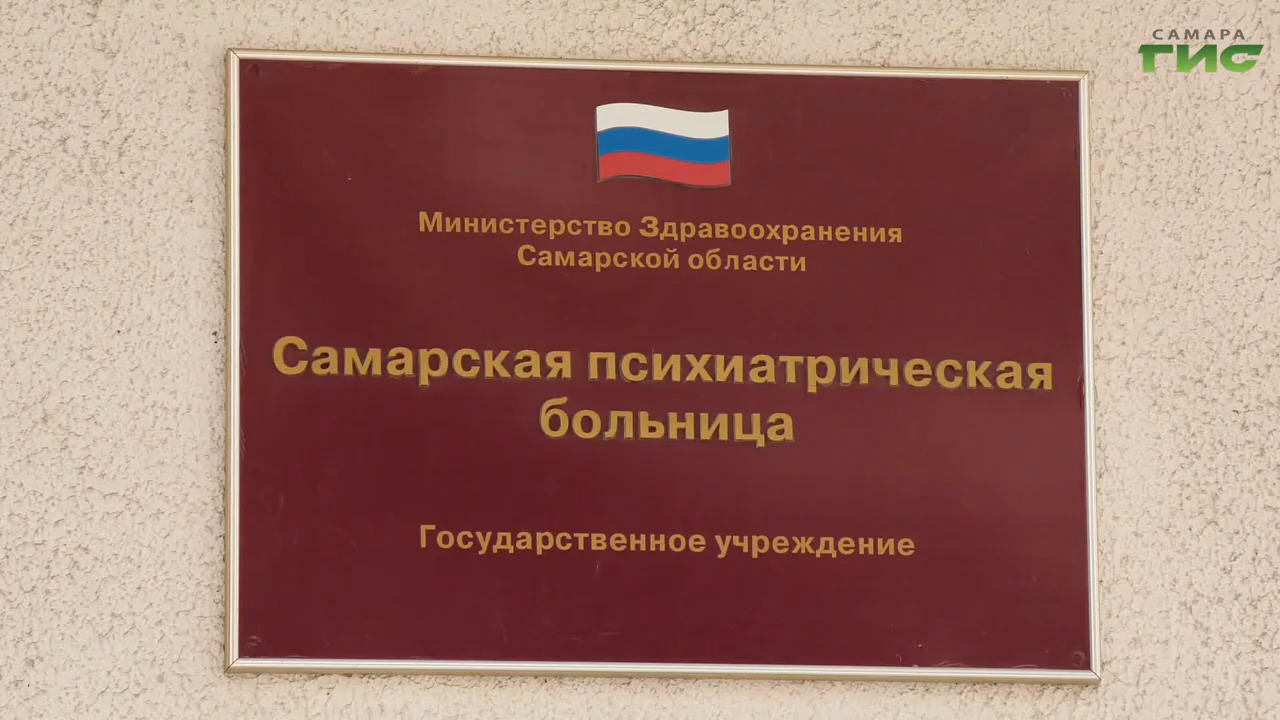 САМАРА
ГИС
Министерство Здравоохранения
Самарской области
Самарская психиатрическая
больница
Государственное учреждение